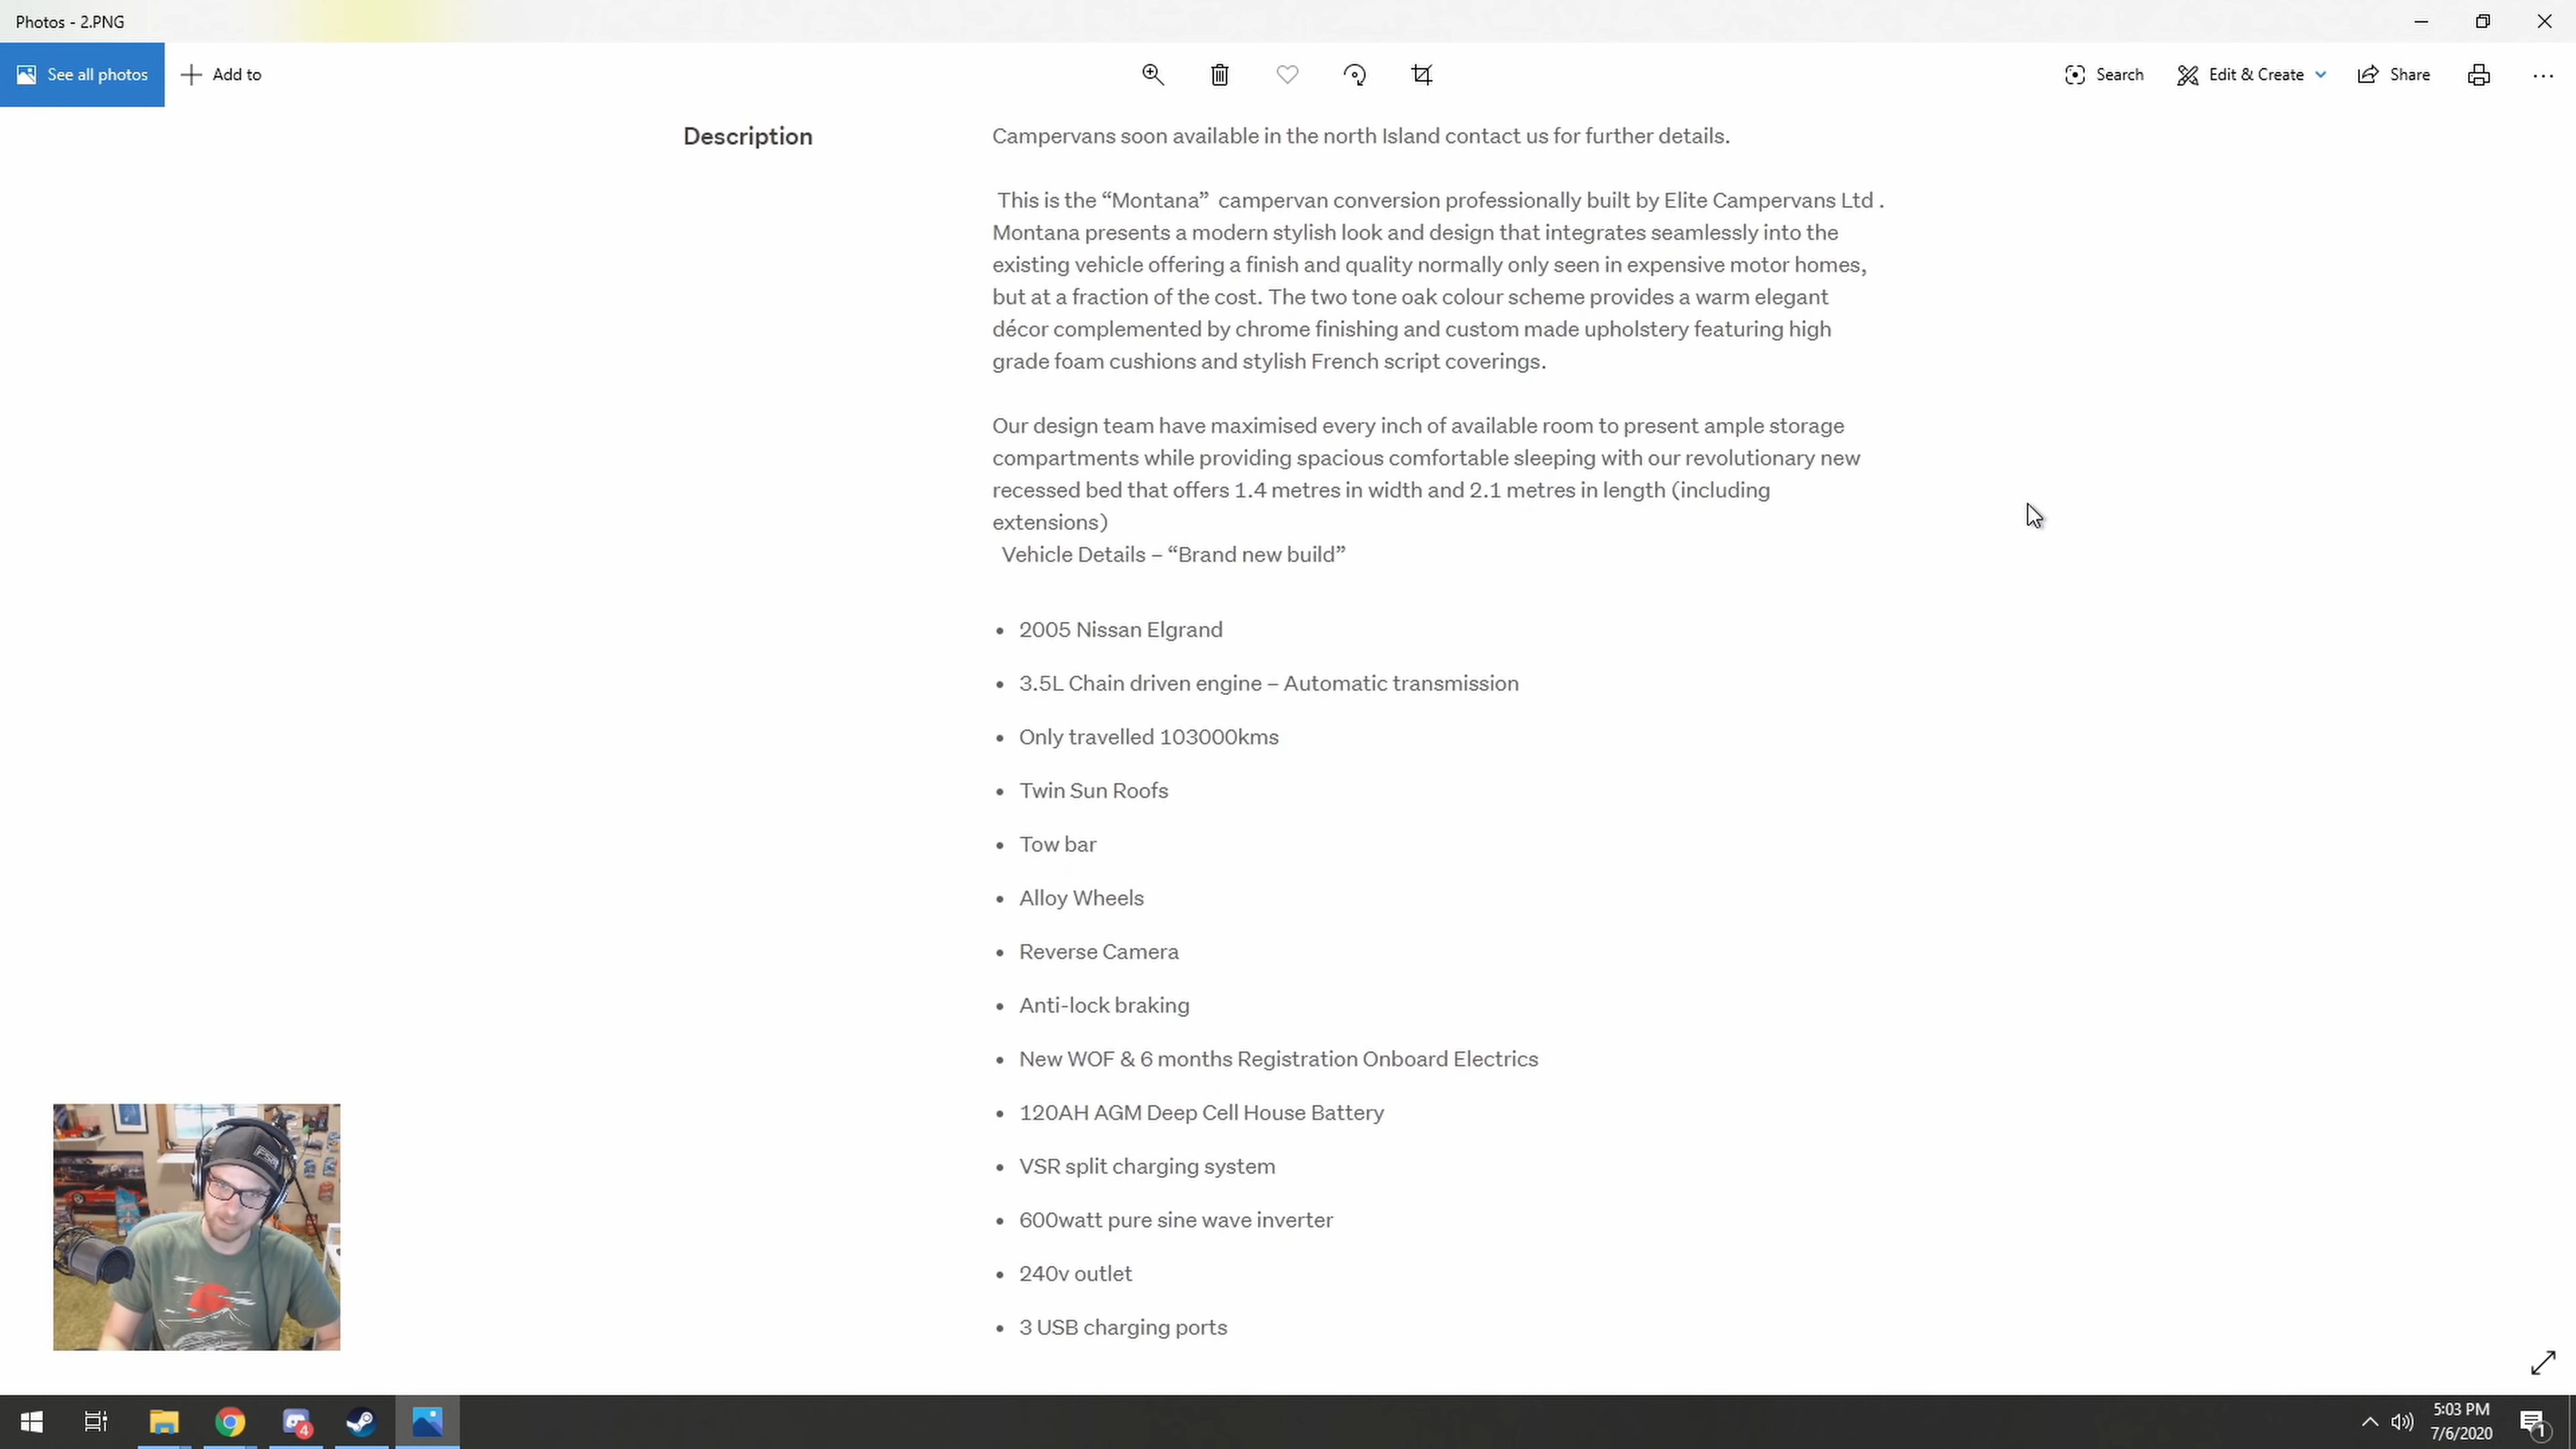 Photos - 2.PNG
See all photos
Add to
Search
Edit & Create
Share
Description
Campervans soon available in the north Island contact us for further details.
This is the “Montana”  campervan conversion professionally built by Elite Campervans Ltd .
Montana presents a modern stylish look and design that integrates seamlessly into the
existing vehicle offering a finish and quality normally only seen in expensive motor homes,
but at a fraction of the cost. The two tone oak colour scheme provides a warm elegant
décor complemented by chrome finishing and custom made upholstery featuring high
grade foam cushions and stylish French script coverings.
Our design team have maximised every inch of available room to present ample storage
compartments while providing spacious comfortable sleeping with our revolutionary new
recessed bed that offers 1.4 metres in width and 2.1 metres in length (including
extensions)
Vehicle Details – “Brand new build”
• 2005 Nissan Elgrand
• 3.5L Chain driven engine – Automatic transmission
• Only travelled 103000kms
• Twin Sun Roofs
• Tow bar
• Alloy Wheels
• Reverse Camera
• Anti-lock braking
• New WOF & 6 months Registration Onboard Electrics
• 120AH AGM Deep Cell House Battery
• VSR split charging system
• 600watt pure sine wave inverter
• 240v outlet
• 3 USB charging ports
4
5:03 PM
7/6/2020
1